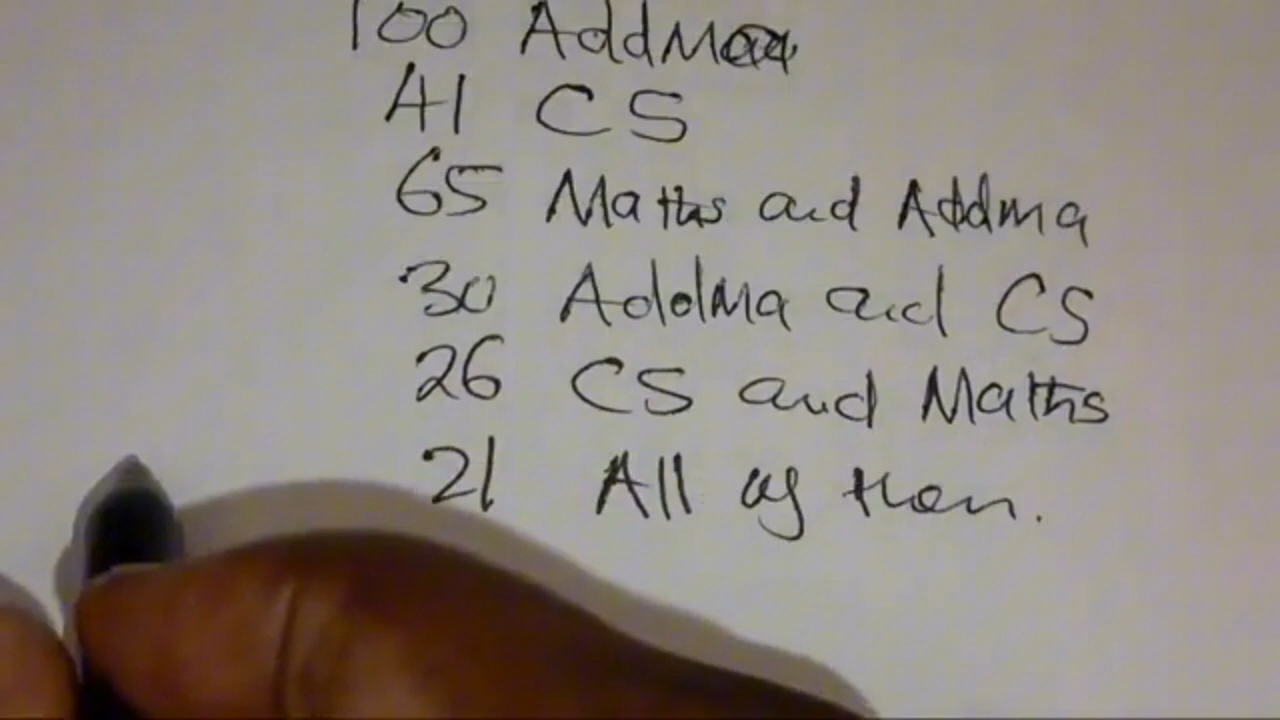 100 AddMa
41 CS
65 Maths and Addma
30 AddMa and CS
26 CS and Maths
21 All of them.